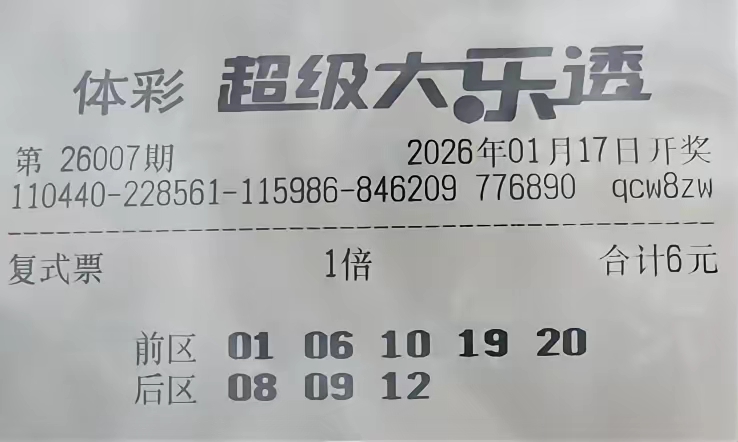 体彩 超级大乐透
第 26007期 2026年01月17日开奖
110440-228561-115986-846209 776890 qcw8zw
复式票 1倍 合计6元
前区 01 06 10 19 20
后区 08 09 12